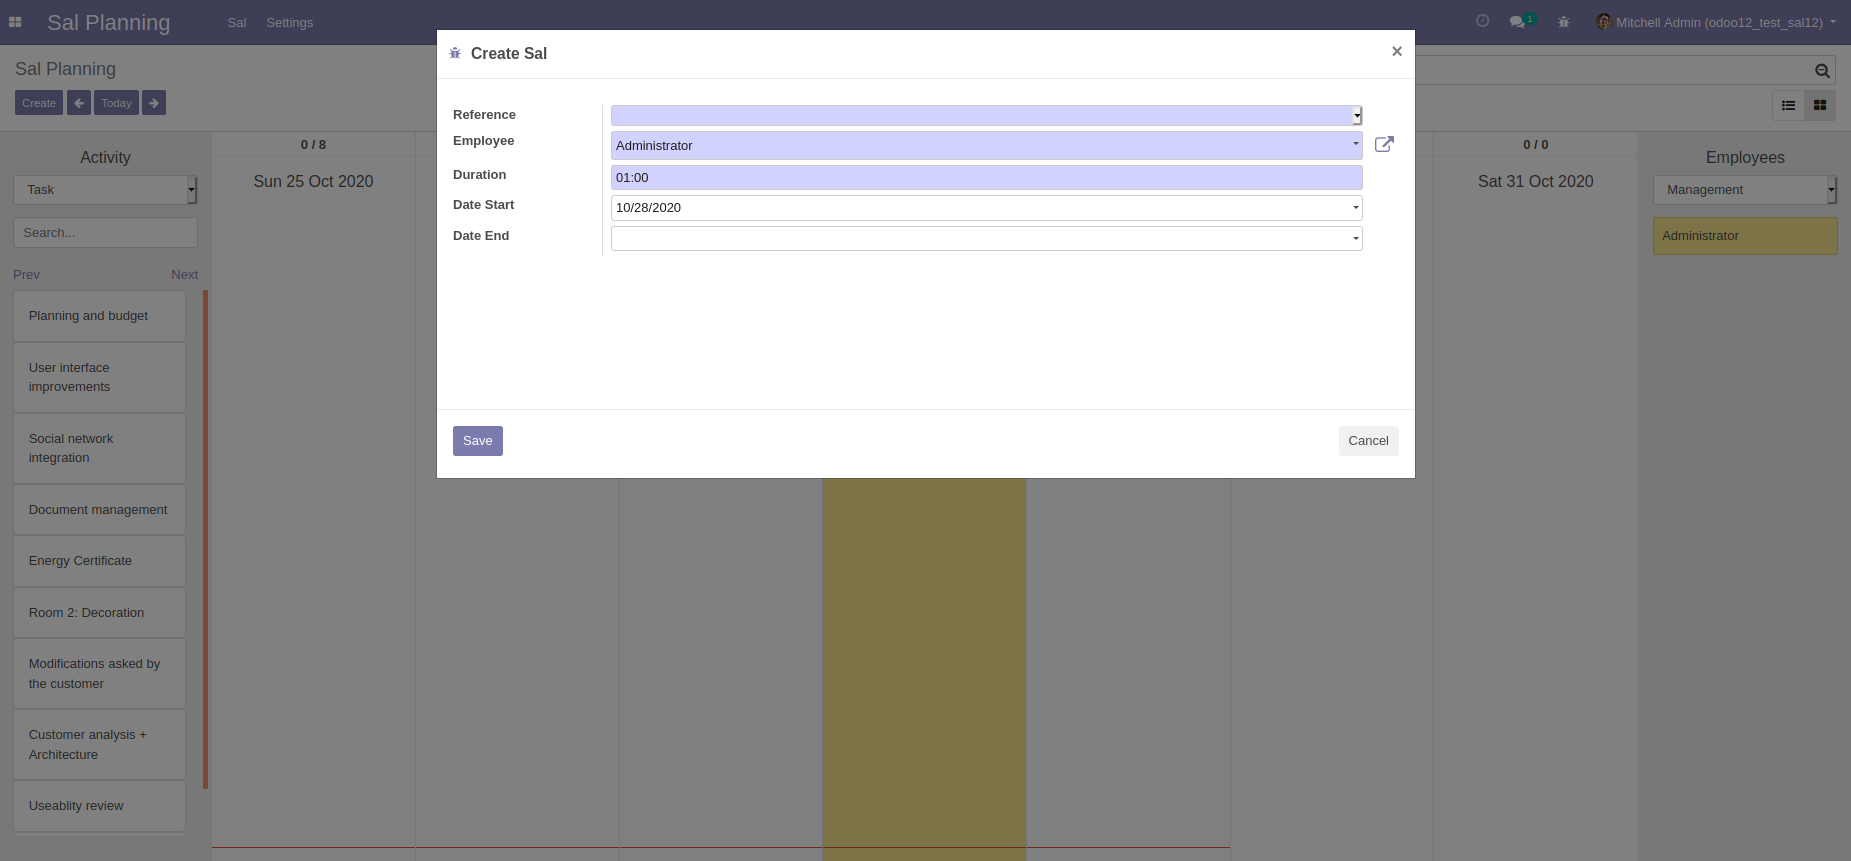 Sal Planning
Sal
Settings
1
Mitchell Admin (odoo12_test_sal12)
Sal Planning
Create
Today
Create Sal
×
Reference
Employee
Administrator
Duration
01:00
Date Start
10/28/2020
Date End
Save
Cancel
Activity
Task
Search...
Prev
Next
Planning and budget
User interface
improvements
Social network
integration
Document management
Energy Certificate
Room 2: Decoration
Modifications asked by
the customer
Customer analysis +
Architecture
Useablity review
0 / 8
Sun 25 Oct 2020
0 / 0
Sat 31 Oct 2020
Employees
Management
Administrator